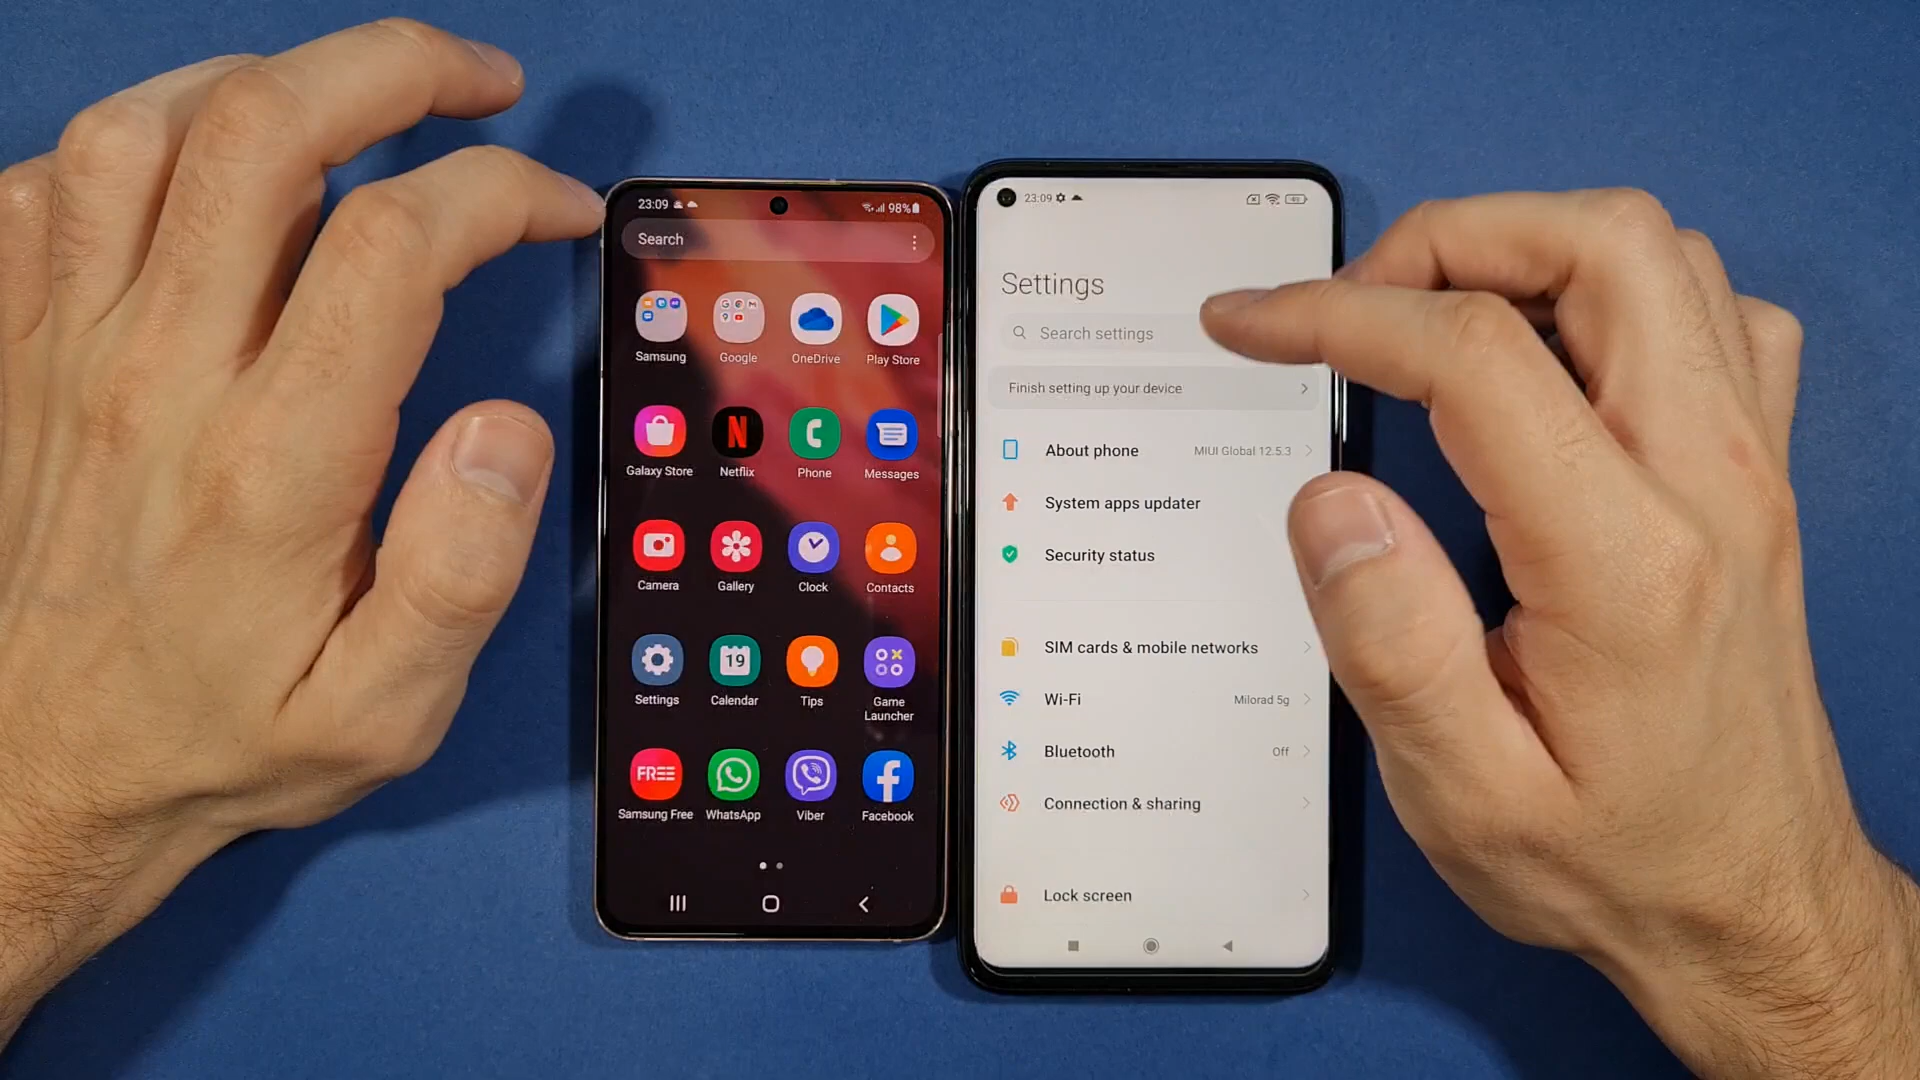 23:09
98%
Search
Samsung
Google
OneDrive
Play Store
Galaxy Store
N
Netflix
Phone
Messages
Camera
Gallery
Clock
Contacts
19
Settings
Calendar
Tips
Game
Launcher
FREE
Samsung Free
WhatsApp
Viber
Facebook
23:09
Settings
Search settings
Finish setting up your device
About phone
MIUI Global 12.5.3
System apps updater
Security status
SIM cards & mobile networks
Wi-Fi
Milorad 5g
Bluetooth
Off
Connection & sharing
Lock screen